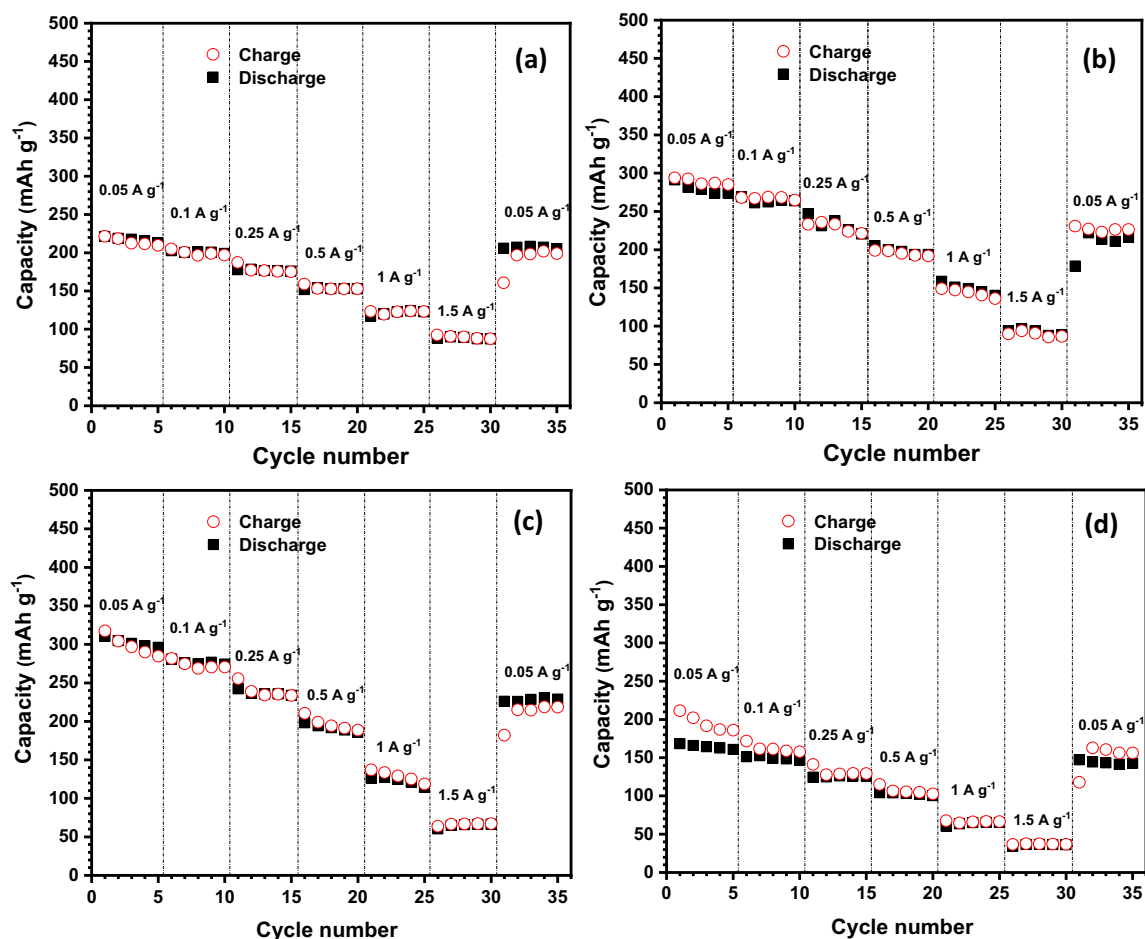 (a)
Charge
Discharge
0.05 A g⁻¹
0.1 A g⁻¹
0.25 A g⁻¹
0.5 A g⁻¹
1 A g⁻¹
1.5 A g⁻¹
0.05 A g⁻¹
Capacity (mAh g⁻¹)
500
450
400
350
300
250
200
150
100
50
0
0 5 10 15 20 25 30 35
Cycle number
(b)
Charge
Discharge
0.05 A g⁻¹
0.1 A g⁻¹
0.25 A g⁻¹
0.5 A g⁻¹
1 A g⁻¹
1.5 A g⁻¹
0.05 A g⁻¹
Capacity (mAh g⁻¹)
500
450
400
350
300
250
200
150
100
50
0
0 5 10 15 20 25 30 35
Cycle number
(c)
Charge
Discharge
0.05 A g⁻¹
0.1 A g⁻¹
0.25 A g⁻¹
0.5 A g⁻¹
1 A g⁻¹
1.5 A g⁻¹
0.05 A g⁻¹
Capacity (mAh g⁻¹)
500
450
400
350
300
250
200
150
100
50
0
0 5 10 15 20 25 30 35
Cycle number
(d)
Charge
Discharge
0.05 A g⁻¹
0.1 A g⁻¹
0.25 A g⁻¹
0.5 A g⁻¹
1 A g⁻¹
1.5 A g⁻¹
0.05 A g⁻¹
Capacity (mAh g⁻¹)
500
450
400
350
300
250
200
150
100
50
0
0 5 10 15 20 25 30 35
Cycle number